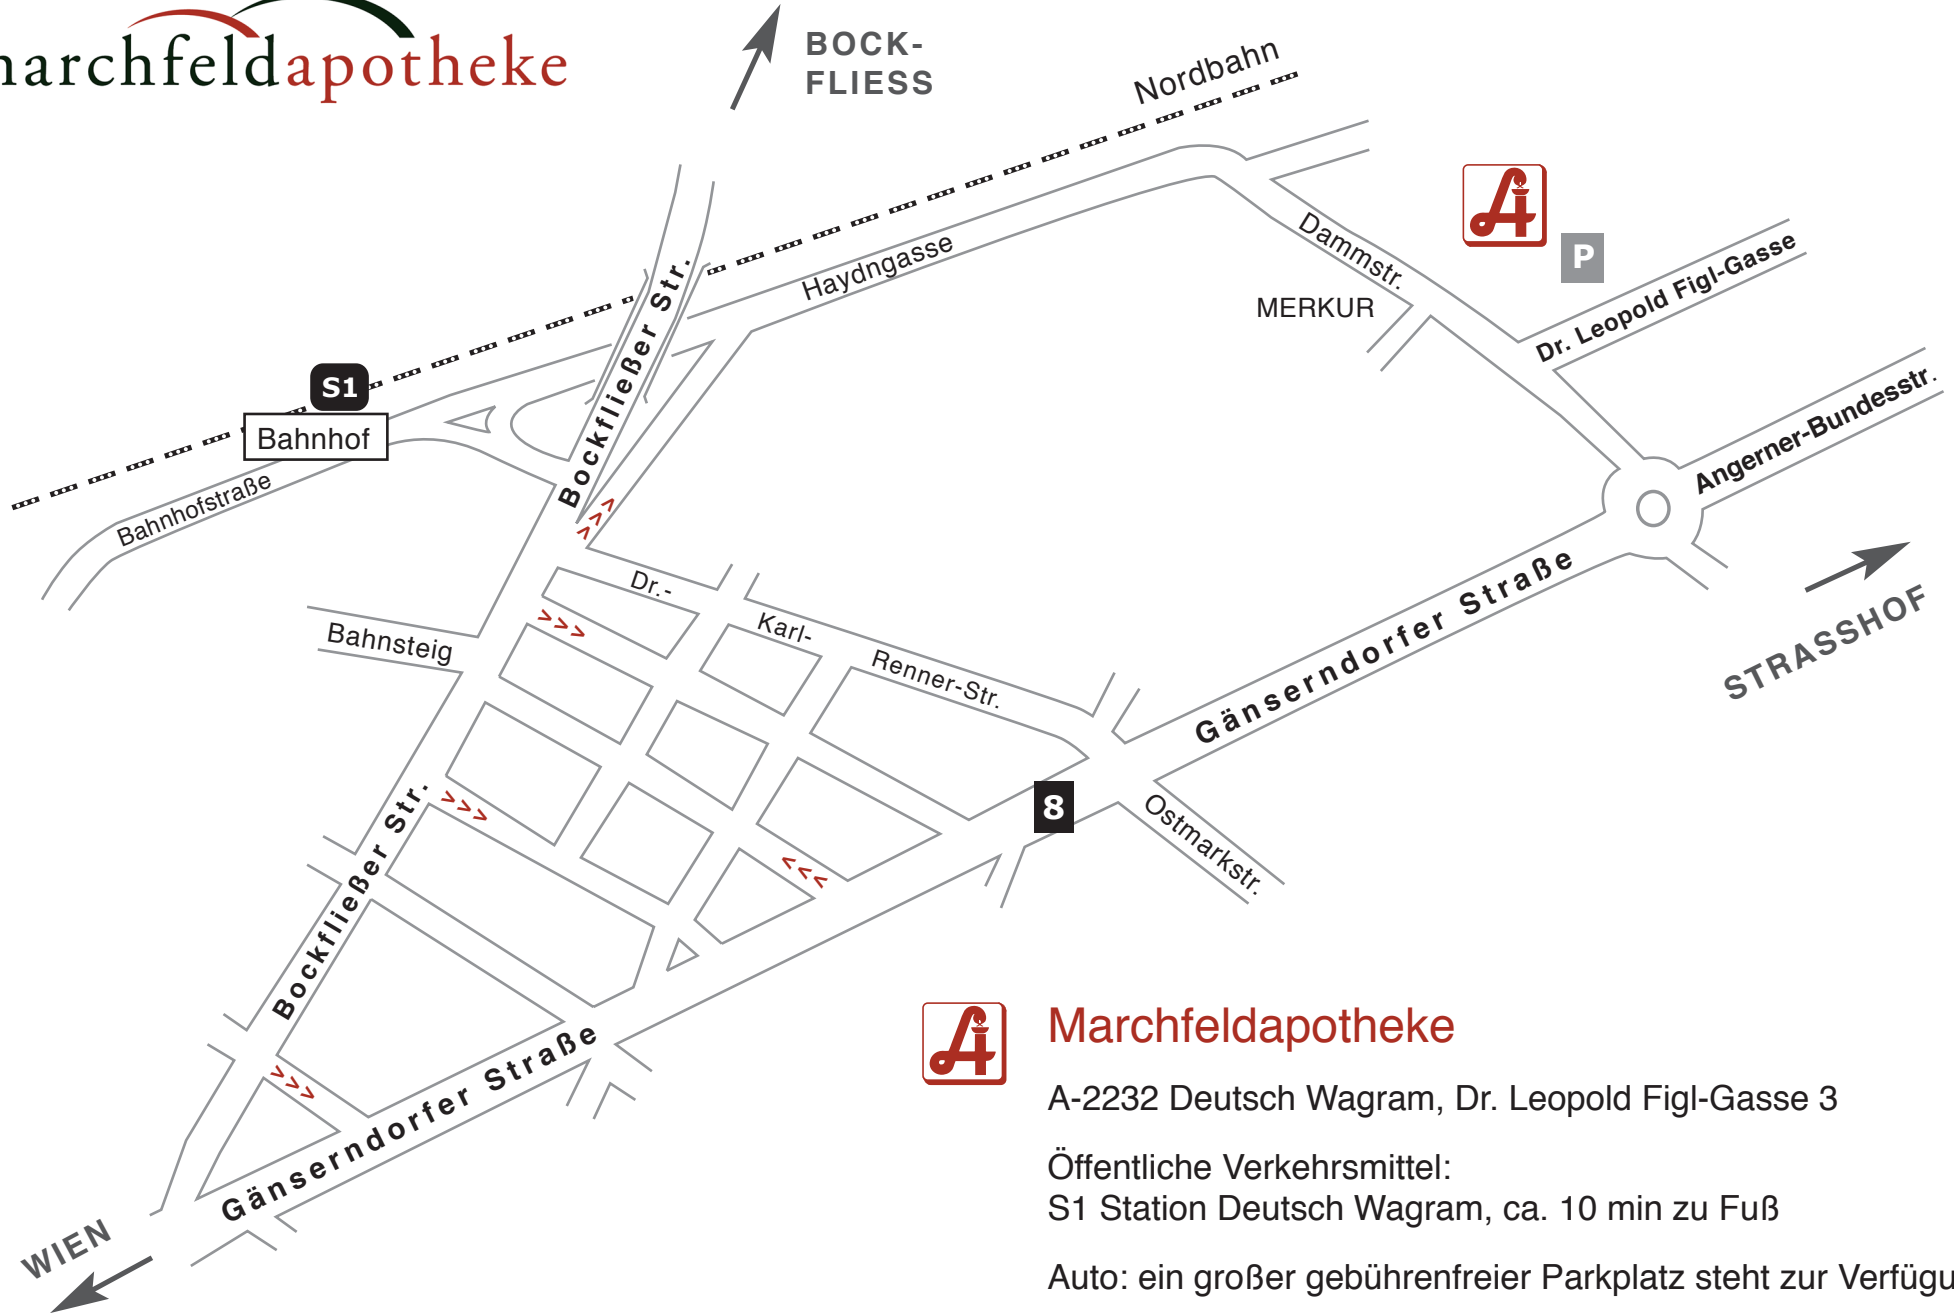 marchfeldapotheke
BOCK-
FLIESS
Nordbahn
Haydngasse
Dammstr.
MERKUR
P
Dr. Leopold Figl-Gasse
Angerner-Bundesstr.
STRASSHOF
S1
Bahnhof
Bahnhofstraße
Bockfließer Str.
Bahnsteig
Dr.-
Karl-
Renner-Str.
Gänserndorfer Straße
8
Ostmarkstr.
Bockfließer Str.
Bockfließer Str.
Gänserndorfer Straße
WIEN
Marchfeldapotheke
A-2232 Deutsch Wagram, Dr. Leopold Figl-Gasse 3
Öffentliche Verkehrsmittel:
S1 Station Deutsch Wagram, ca. 10 min zu Fuß
Auto: ein großer gebührenfreier Parkplatz steht zur Verfügu